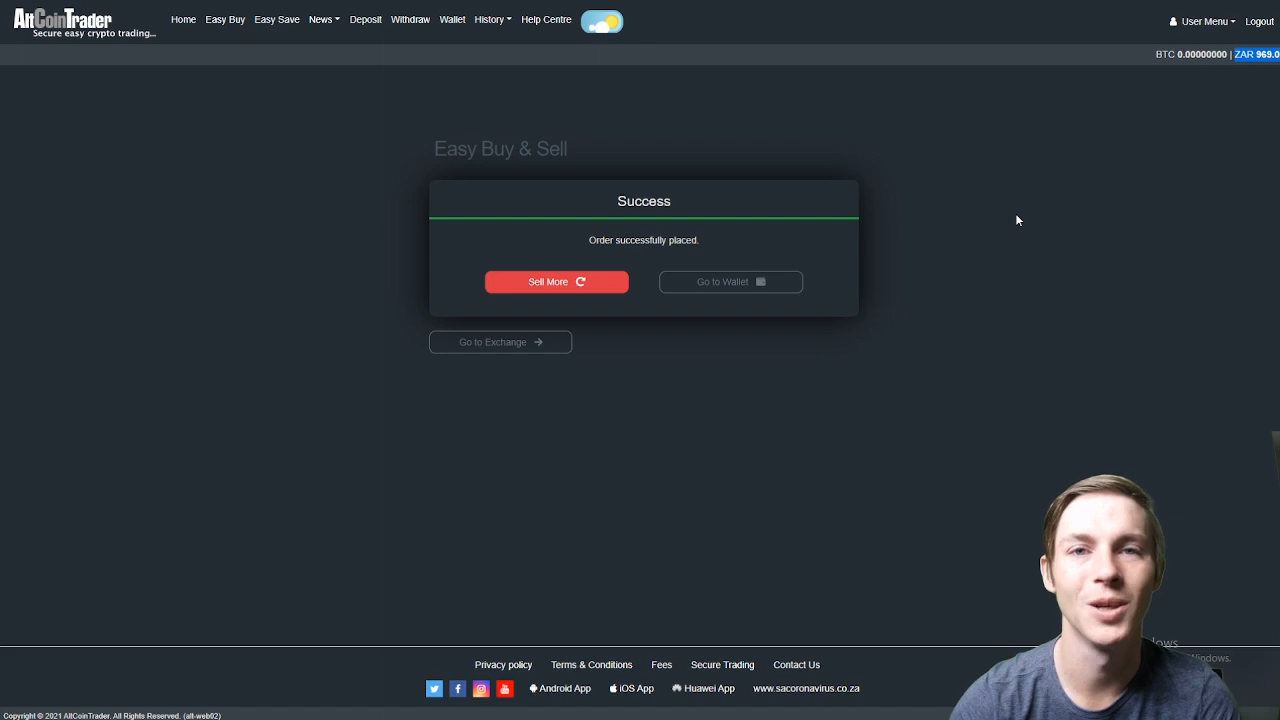 AltCoinTrader
Secure easy crypto trading...
Home Easy Buy Easy Save News Deposit Withdraw Wallet History Help Centre
User Menu Logout
BTC 0.00000000 | ZAR 969.0
Easy Buy & Sell
Success
Order successfully placed.
Sell More Go to Wallet
Go to Exchange
Windows.
Privacy policy Terms & Conditions Fees Secure Trading Contact Us
Android App iOS App Huawei App www.sacoronavirus.co.za
Copyright © 2021 AltCoinTrader. All Rights Reserved. (alt-web02)